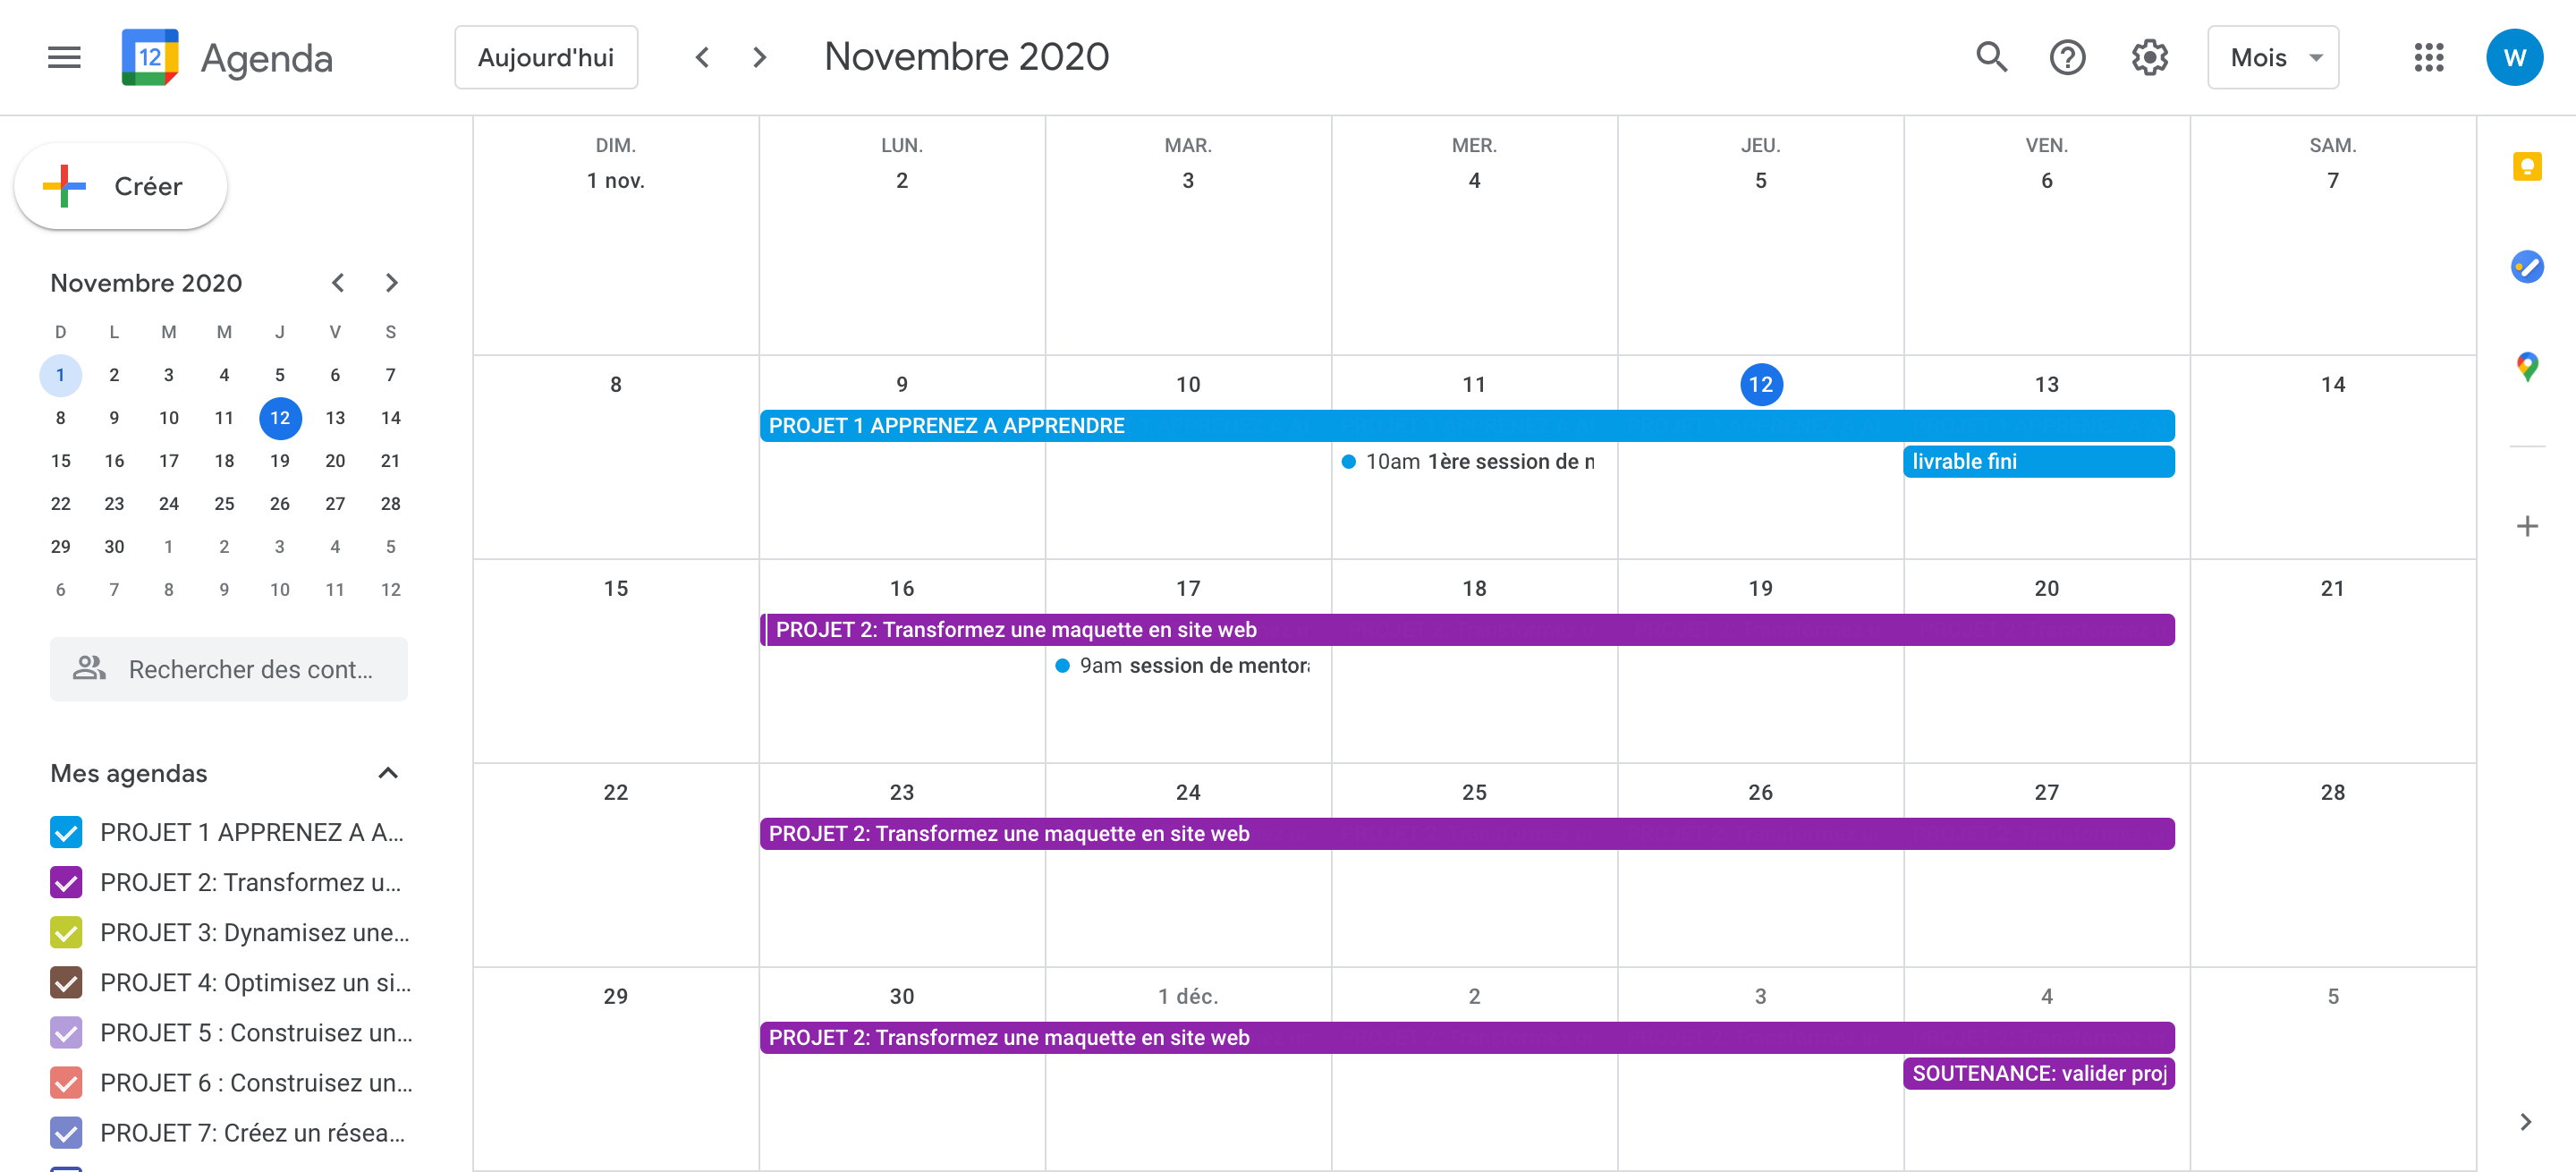 12 Agenda Aujourd'hui Novembre 2020 Mois W
Créer
Novembre 2020
D L M M J V S
1 2 3 4 5 6 7
8 9 10 11 12 13 14
15 16 17 18 19 20 21
22 23 24 25 26 27 28
29 30 1 2 3 4 5
6 7 8 9 10 11 12
Rechercher des cont...
Mes agendas
PROJET 1 APPRENEZ A A...
PROJET 2: Transformez u...
PROJET 3: Dynamisez une...
PROJET 4: Optimisez un si...
PROJET 5 : Construisez un...
PROJET 6 : Construisez un...
PROJET 7: Créez un résea...
DIM. LUN. MAR. MER. JEU. VEN. SAM.
1 nov. 2 3 4 5 6 7
8 9 10 11 12 13 14
PROJET 1 APPRENEZ A APPRENDRE
10am 1ère session de livrable fini
15 16 17 18 19 20 21
PROJET 2: Transformez une maquette en site web
9am session de mentor
22 23 24 25 26 27 28
PROJET 2: Transformez une maquette en site web
29 30 1 déc. 2 3 4 5
PROJET 2: Transformez une maquette en site web
SOUTENANCE: valider proj